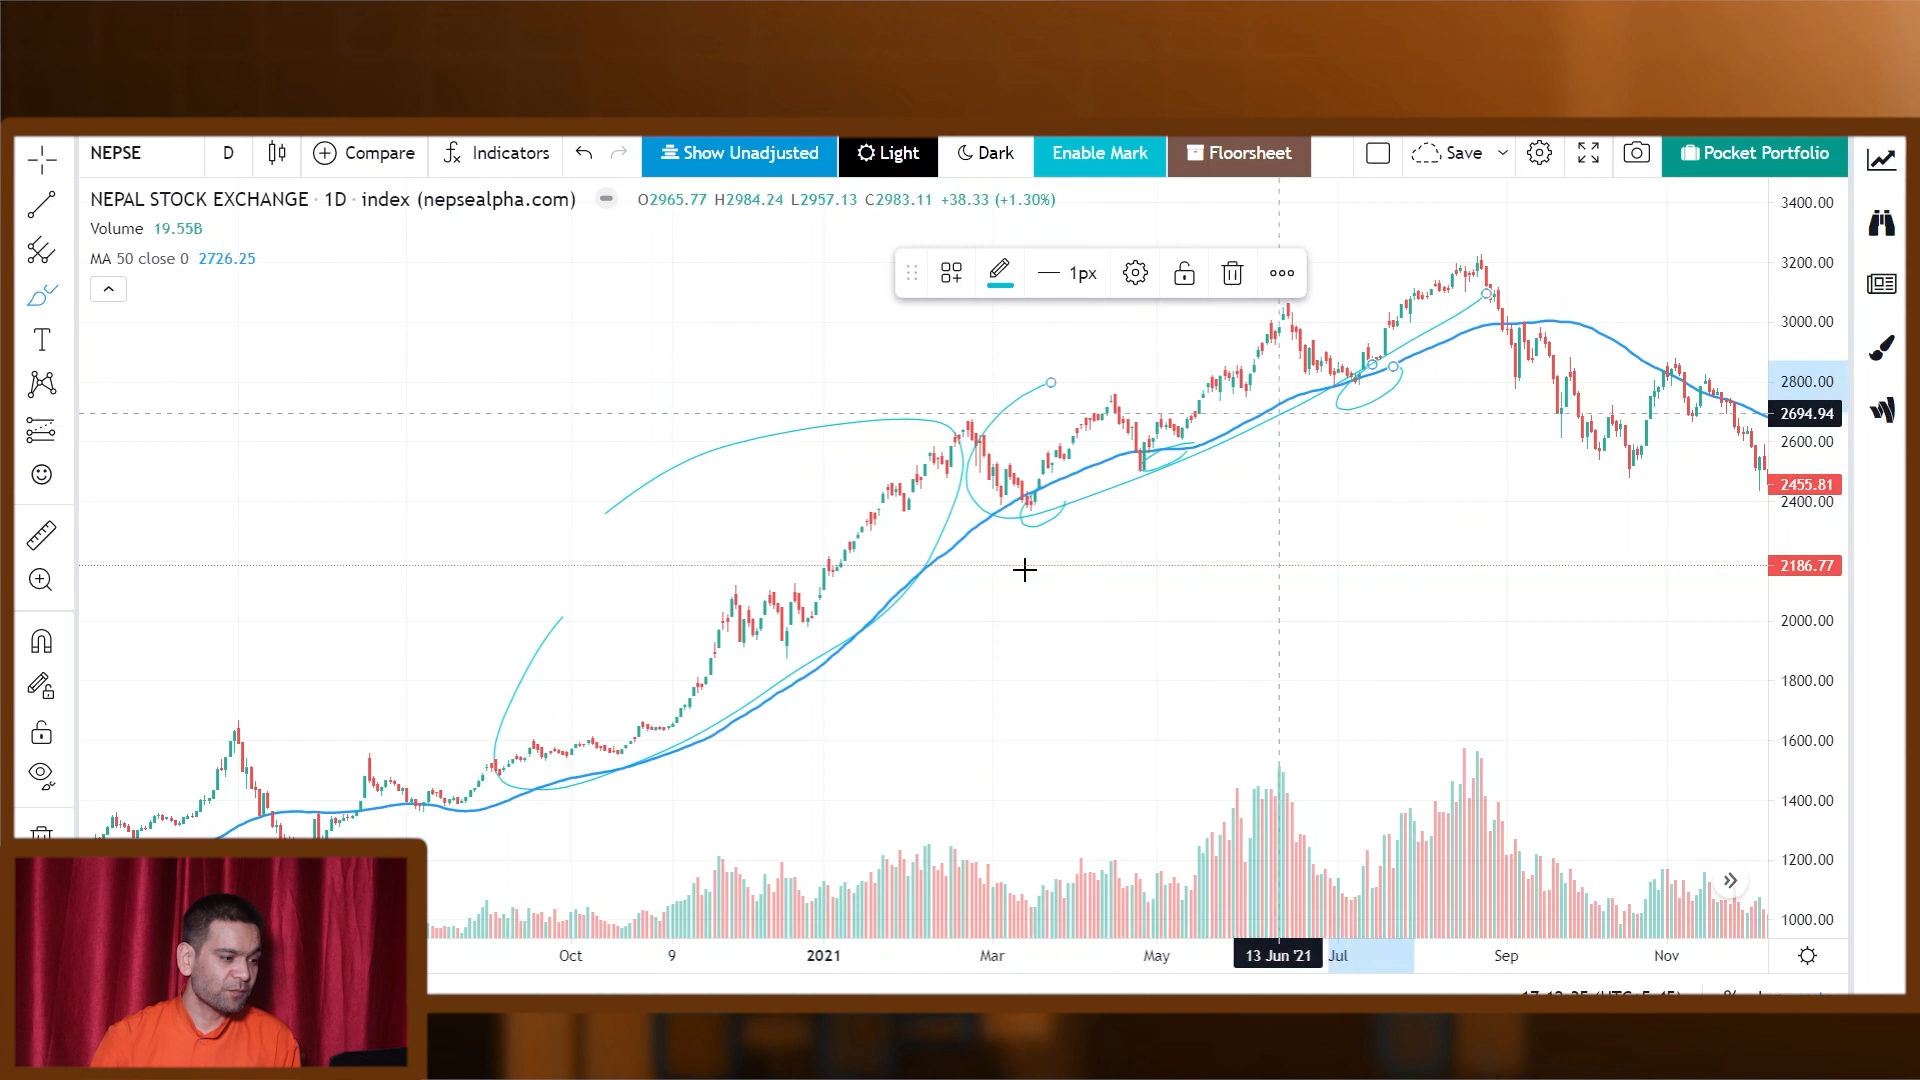 NEPSE D Compare Indicators Show Unadjusted Light Dark Enable Mark Floorsheet Save Pocket Portfolio
NEPAL STOCK EXCHANGE · 1D · index (nepsealpha.com) O2965.77 H2984.24 L2957.13 C2983.11 +38.33 (+1.30%)
Volume 19.55B
MA 50 close 0 2726.25
1px
3400.00
3200.00
3000.00
2800.00
2694.94
2600.00
2455.81
2400.00
2186.77
2000.00
1800.00
1600.00
1400.00
1200.00
1000.00
Oct 9 2021 Mar May 13 Jun '21 Jul Sep Nov